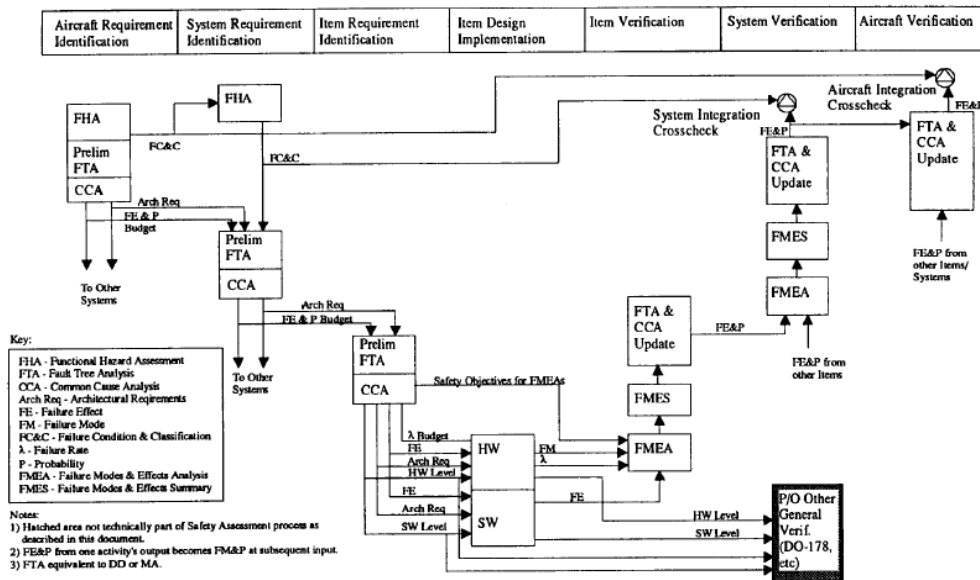 Aircraft Requirement
Identification
System Requirement
Identification
Item Requirement
Identification
Item Design
Implementation
Item Verification
System Verification
Aircraft Verification
FHA
Prelim
FTA
CCA
FHA
FC&C
FC&C
Arch Req
FE & P
Budget
To Other
Systems
Prelim
FTA
CCA
Arch Req
FE & P Budget
To Other
Systems
Prelim
FTA
CCA
Safety Objectives for FMEAs
λ Budget
FE
Arch Req
HW Level
FE
Arch Req
SW Level
HW
SW
FM
λ
FE
FMEA
FMES
FTA &
CCA
Update
FE&P
FMEA
FMES
FTA &
CCA
Update
FE&P
System Integration
Crosscheck
Aircraft Integration
Crosscheck
FE&P
FTA &
CCA
Update
FE&P from
other Items/
Systems
FE&P from
other Items
HW Level
SW Level
P/O Other
General
Verif.
(DO-178,
etc)
Key:
FHA - Functional Hazard Assessment
FTA - Fault Tree Analysis
CCA - Common Cause Analysis
Arch Req - Architectural Reqirements
FE - Failure Effect
FM - Failure Mode
FC&C - Failure Condition & Classification
λ - Failure Rate
P - Probability
FMEA - Failure Modes & Effects Analysis
FMES - Failure Modes & Effects Summary
Notes:
1) Hatched area not technically part of Safety Assessment process as
described in this document.
2) FE&P from one activity's output becomes FM&P at subsequent input.
3) FTA equivalent to DD or MA.